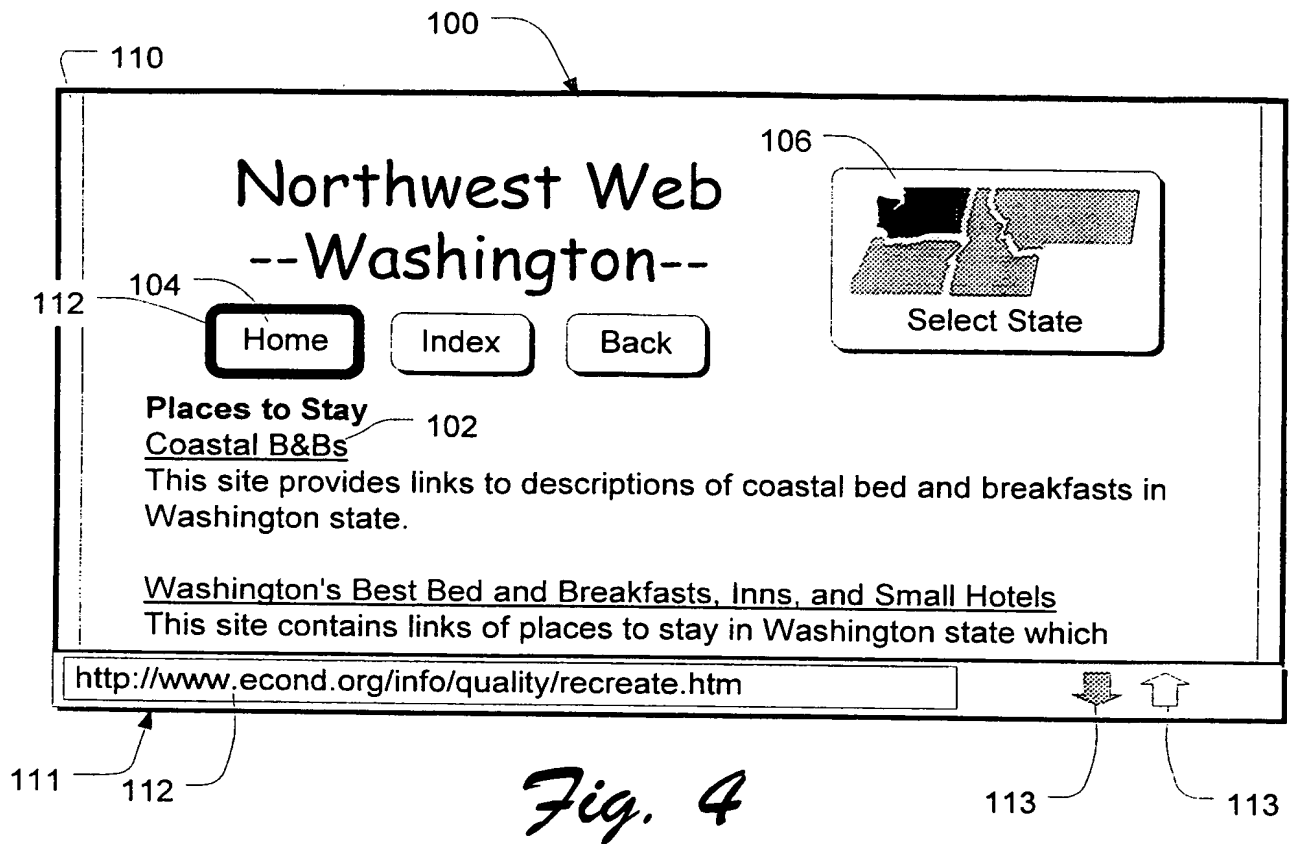 100
110
106
Northwest Web
--Washington--
104
112
Home Index Back
Select State
Places to Stay
102
Coastal B&Bs
This site provides links to descriptions of coastal bed and breakfasts in
Washington state.
Washington's Best Bed and Breakfasts, Inns, and Small Hotels
This site contains links of places to stay in Washington state which
http://www.econd.org/info/quality/recreate.htm
111
112
113
113
Fig. 4